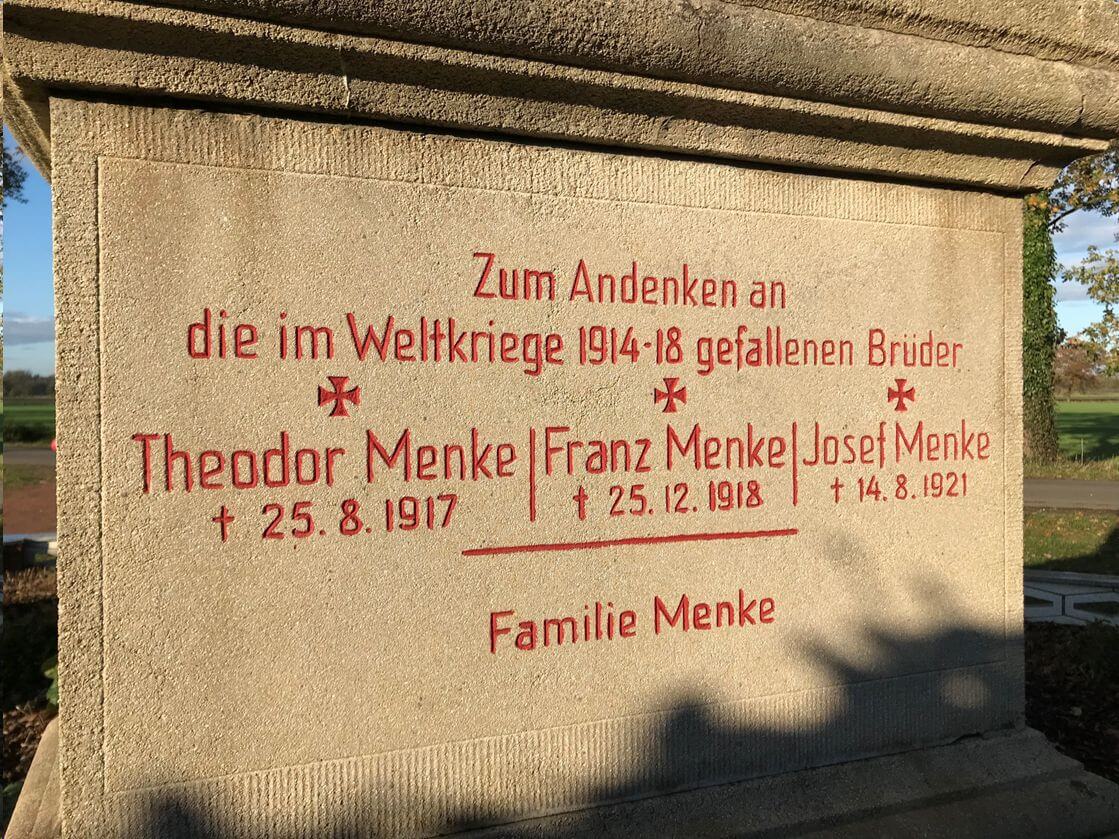 Zum Andenken an
die im Weltkriege 1914-18 gefallenen Brüder
Theodor Menke | Franz Menke | Josef Menke
† 25.8.1917 † 25.12.1918 † 14.8.1921
Familie Menke